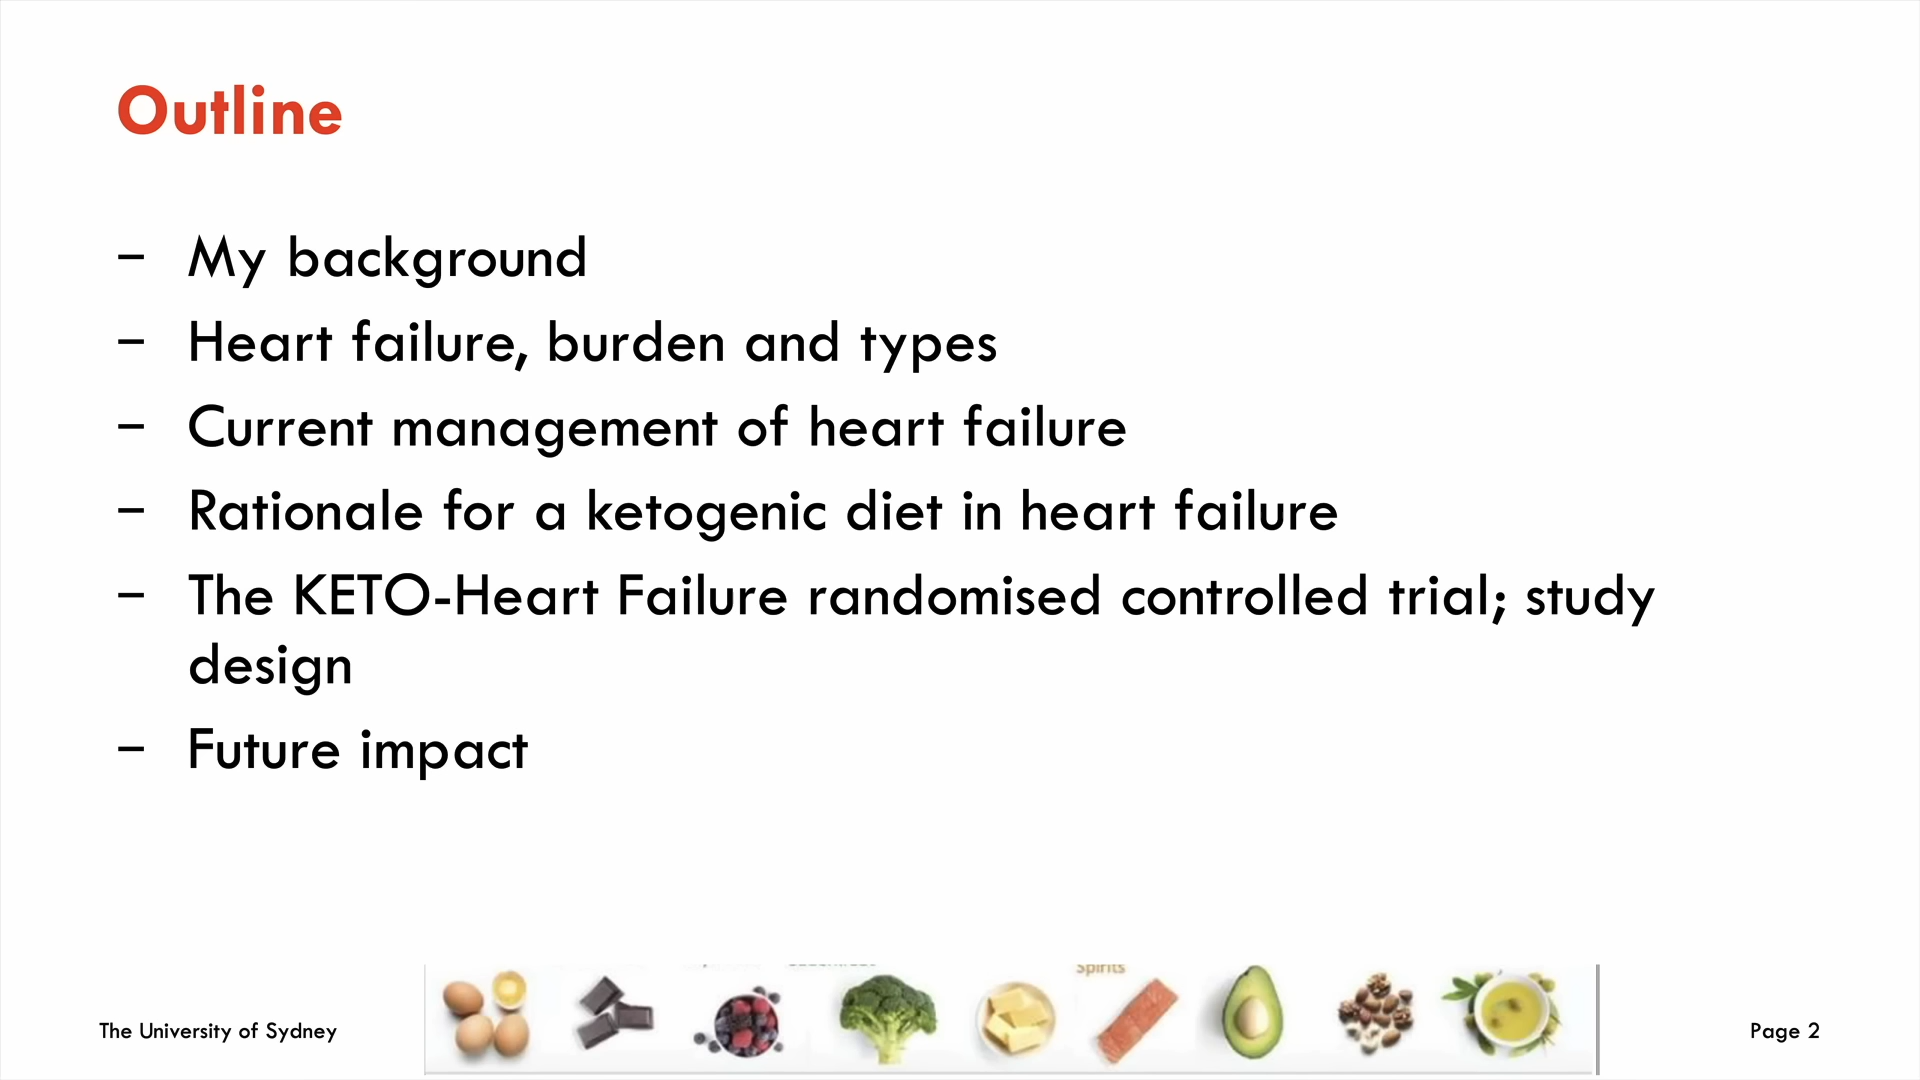 Outline
– My background
– Heart failure, burden and types
– Current management of heart failure
– Rationale for a ketogenic diet in heart failure
– The KETO-Heart Failure randomised controlled trial; study
design
– Future impact
Spirits
The University of Sydney
Page 2